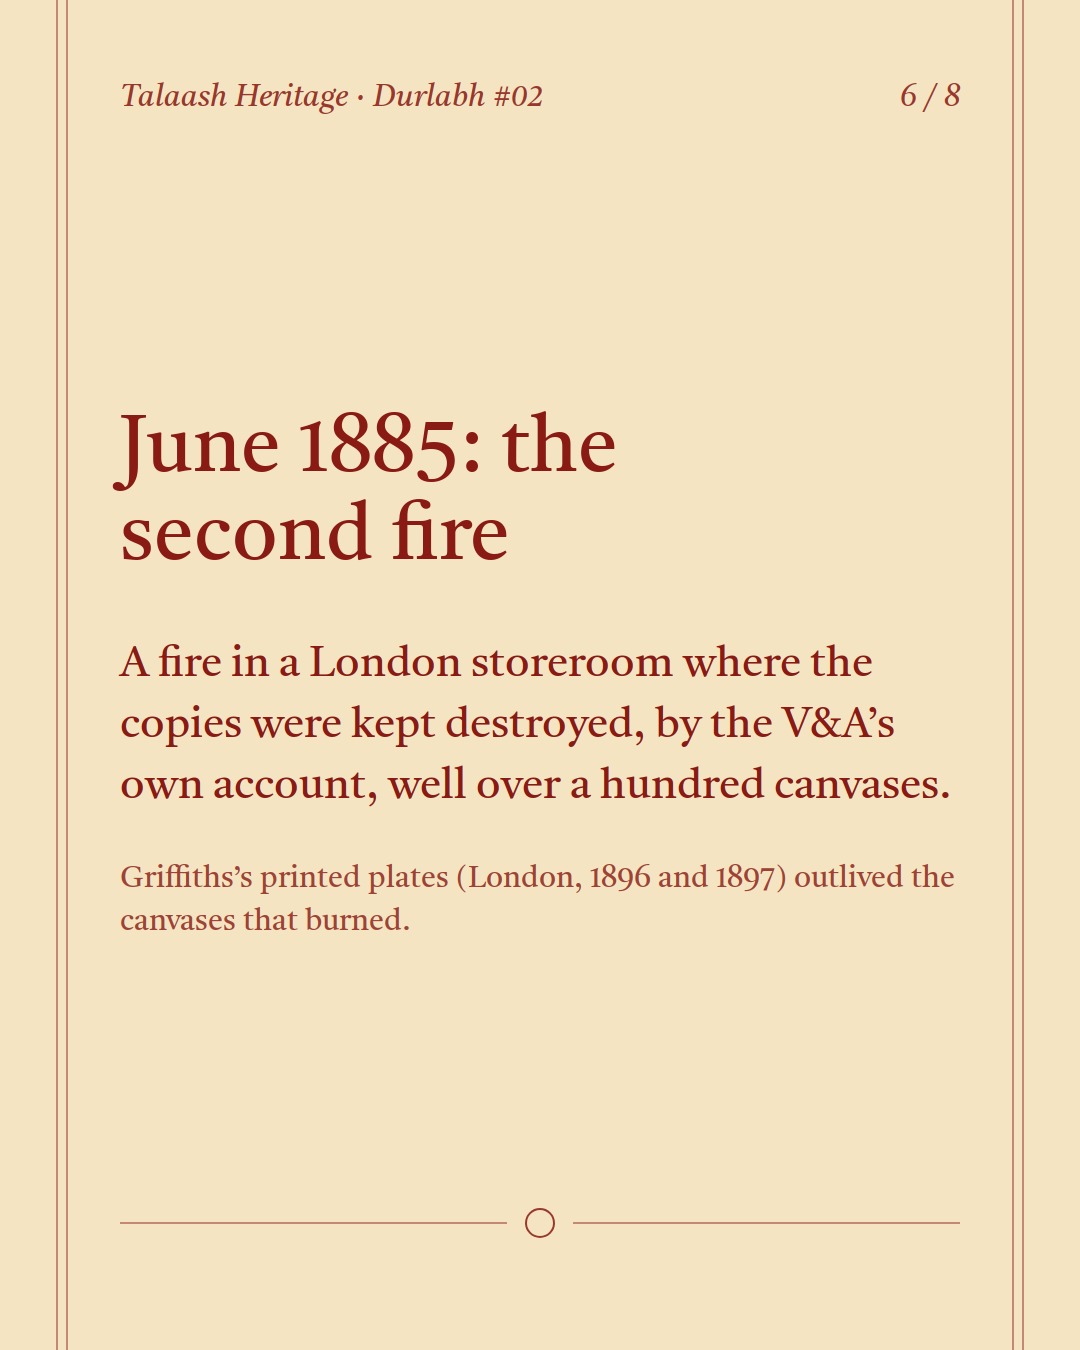 Talaash Heritage · Durlabh #02
6 / 8
June 1885: the
second fire
A fire in a London storeroom where the
copies were kept destroyed, by the V&A’s
own account, well over a hundred canvases.
Griffiths’s printed plates (London, 1896 and 1897) outlived the
canvases that burned.